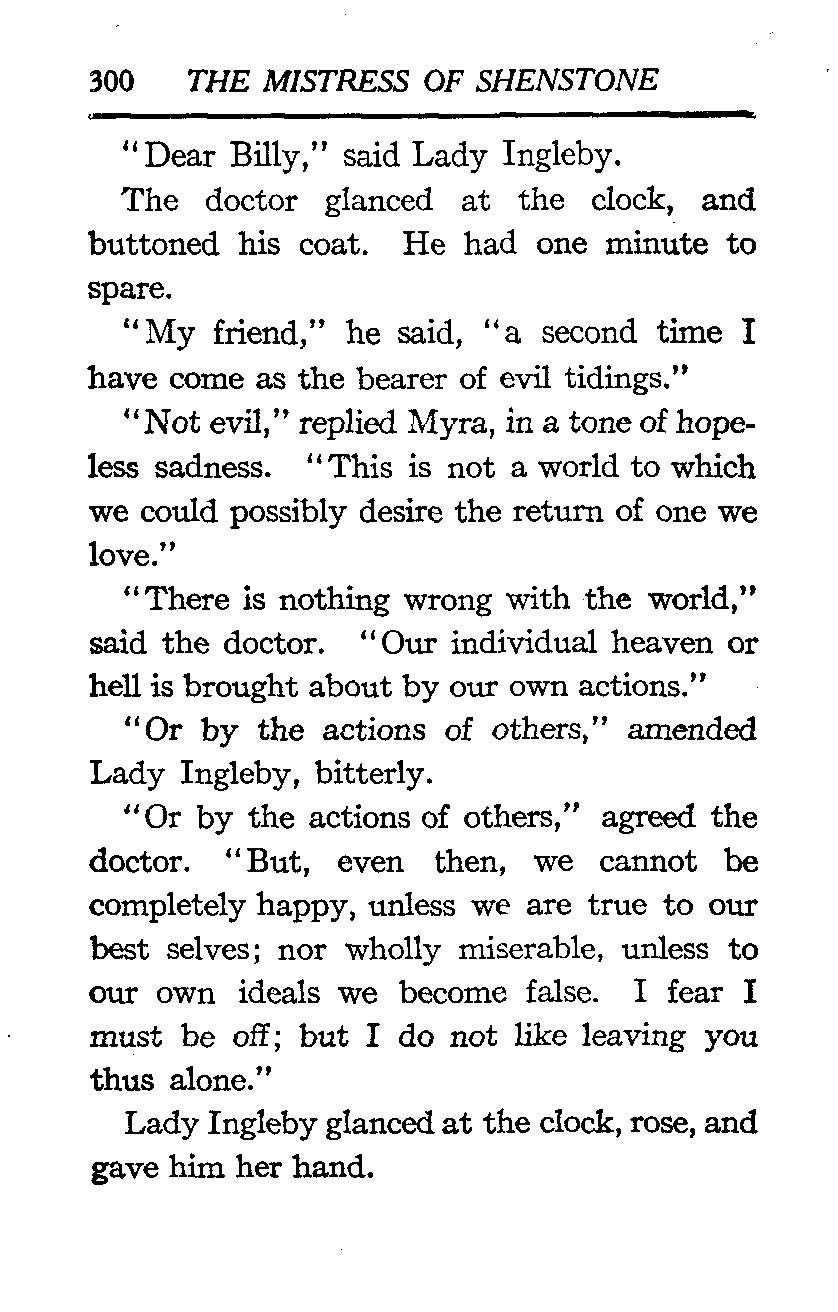 300 THE MISTRESS OF SHENSTONE
"Dear Billy," said Lady Ingleby.
The doctor glanced at the clock, and
buttoned his coat. He had one minute to
spare.
"My friend," he said, "a second time I
have come as the bearer of evil tidings."
"Not evil," replied Myra, in a tone of hope-
less sadness. "This is not a world to which
we could possibly desire the return of one we
love."
"There is nothing wrong with the world,"
said the doctor. "Our individual heaven or
hell is brought about by our own actions."
"Or by the actions of others," amended
Lady Ingleby, bitterly.
"Or by the actions of others," agreed the
doctor. "But, even then, we cannot be
completely happy, unless we are true to our
best selves; nor wholly miserable, unless to
our own ideals we become false. I fear I
must be off; but I do not like leaving you
thus alone."
Lady Ingleby glanced at the clock, rose, and
gave him her hand.